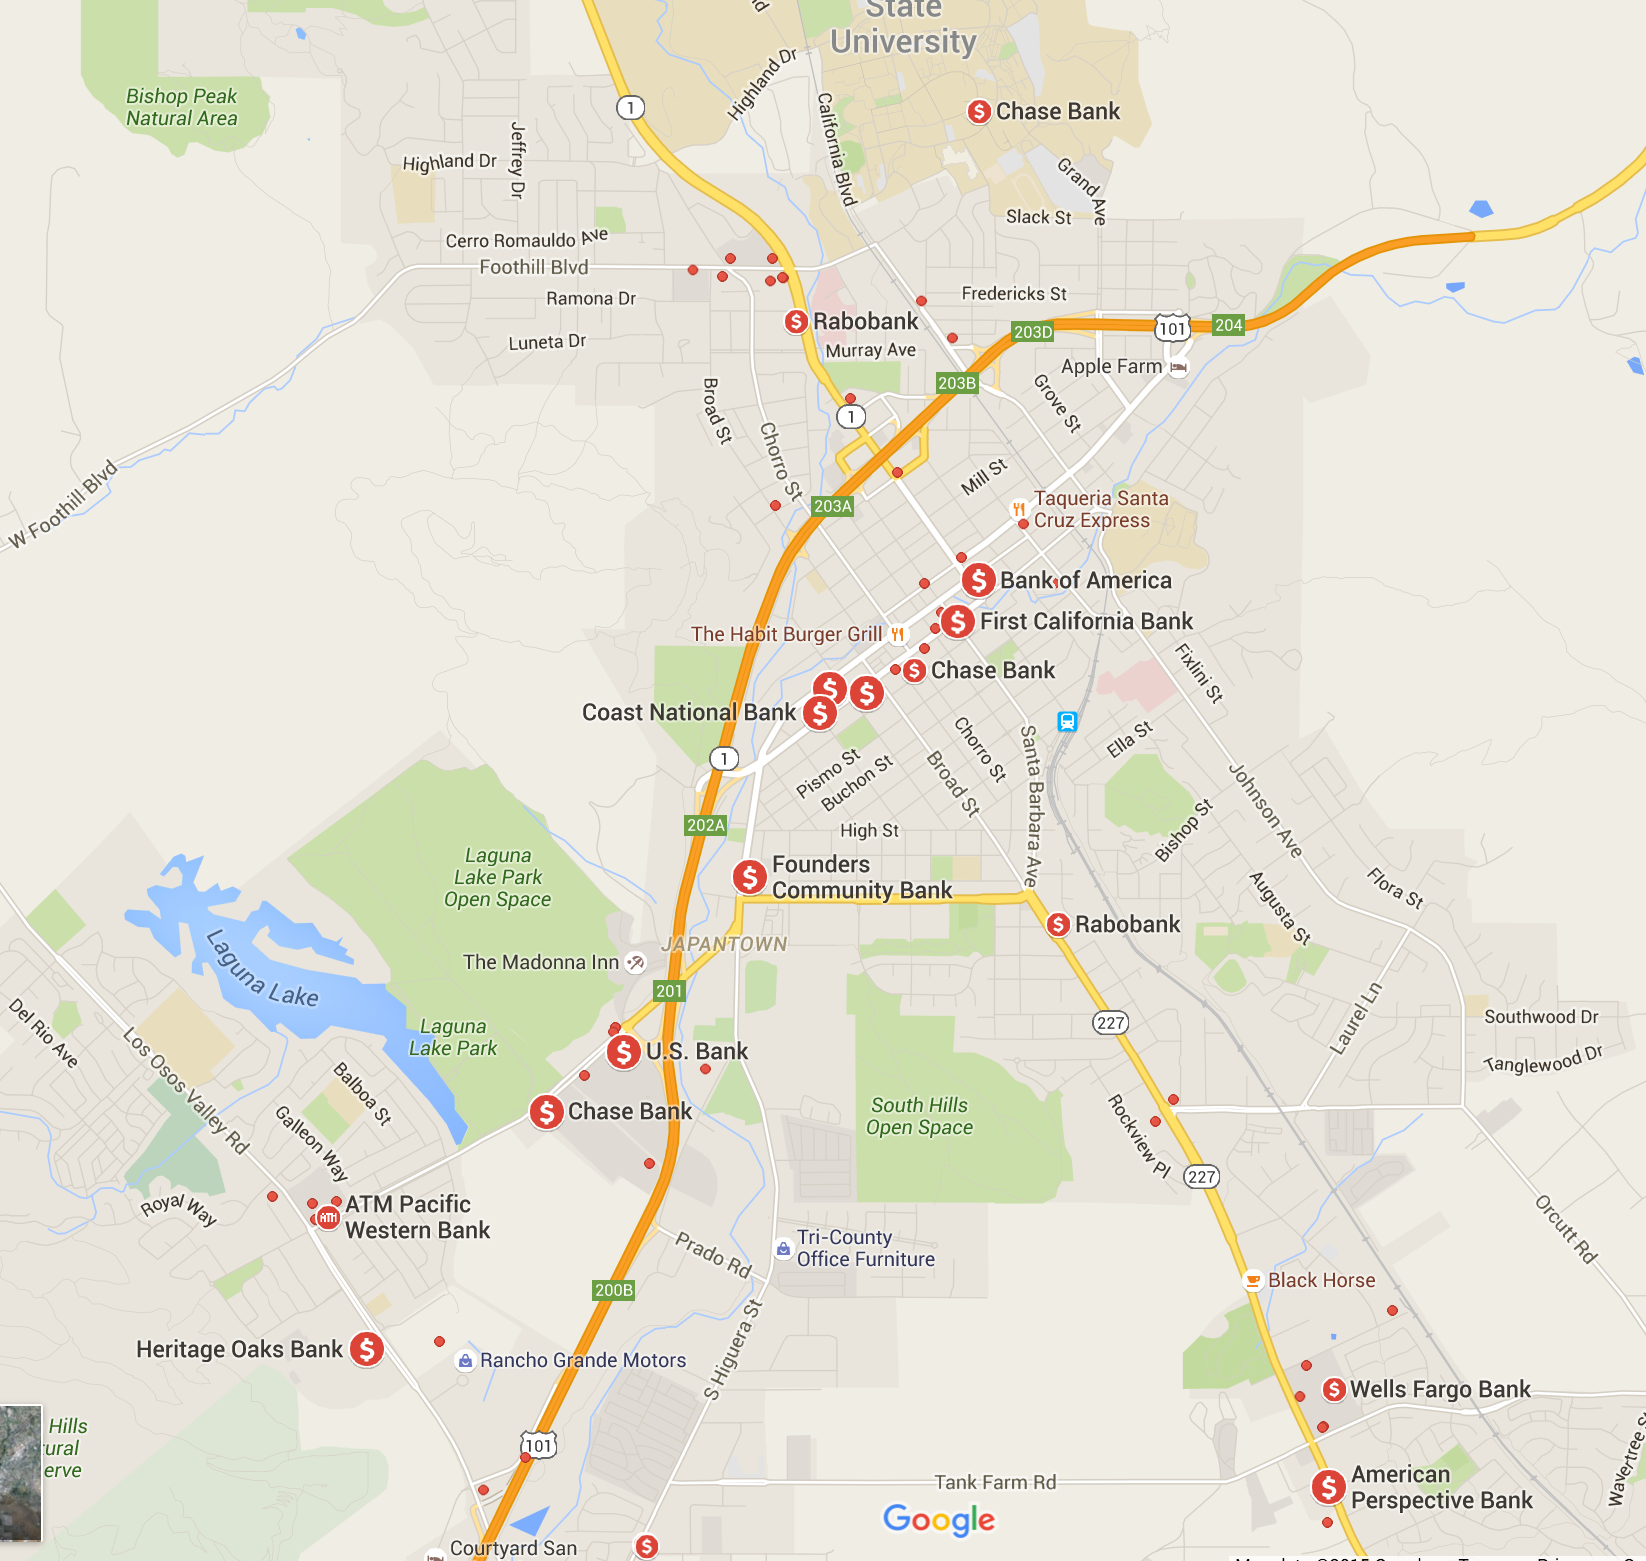 State
University
Bishop Peak
Natural Area
1
Highland Dr
Chase Bank
California Blvd
Jeffrey Dr
Highland Dr
Grand Ave
Slack St
Cerro Romauldo Ave
Foothill Blvd
Ramona Dr
Fredericks St
Rabobank
203D
101
204
Luneta Dr
Murray Ave
Apple Farm
203B
Broad St
Grove St
1
Chorro St
Mill St
W Foothill Blvd
203A
Taqueria Santa
Cruz Express
Bank of America
First California Bank
The Habit Burger Grill
Chase Bank
Fixlini St
Coast National Bank
Chorro St
Santa Barbara Ave
Ella St
1
Pismo St
Buchon St
Broad St
Johnson Ave
202A
High St
Bishop St
Laguna
Lake Park
Open Space
Founders
Community Bank
Augusta St
Flora St
Rabobank
JAPANTOWN
The Madonna Inn
Laguna Lake
201
227
Laurel Ln
Southwood Dr
Tanglewood Dr
Del Rio Ave
Los Osos Valley Rd
Laguna
Lake Park
U.S. Bank
Balboa St
Chase Bank
South Hills
Open Space
Rockview Pl
Galleon Way
227
Royal Way
ATM
ATM Pacific
Western Bank
Orcutt Rd
Prado Rd
Tri-County
Office Furniture
200B
Black Horse
S Higuera St
Heritage Oaks Bank
Rancho Grande Motors
Wells Fargo Bank
Hills
101
Wavertree St
Tank Farm Rd
American
Perspective Bank
Google
Courtyard San